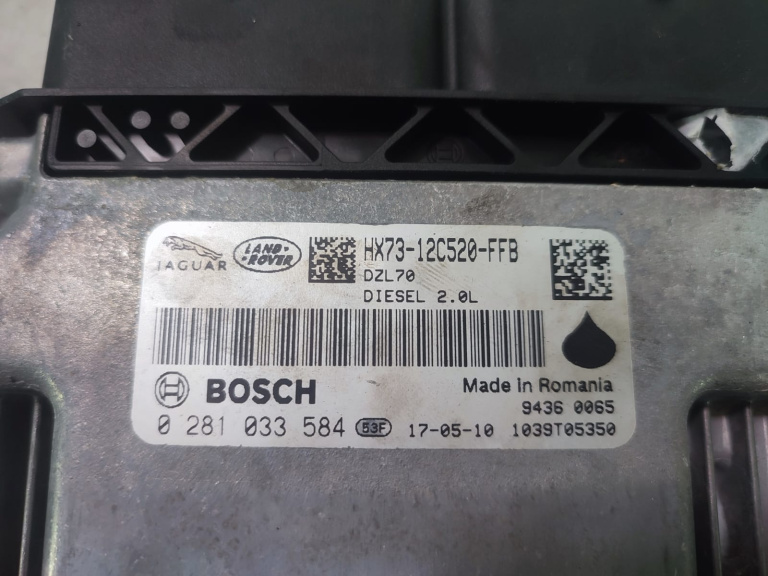 JAGUAR
LAND-
ROVER
HX73-12C520-FFB
DZL70
DIESEL 2.0L
BOSCH
Made in Romania
9436 0065
0 281 033 584 53F 17-05-10 1039T05350